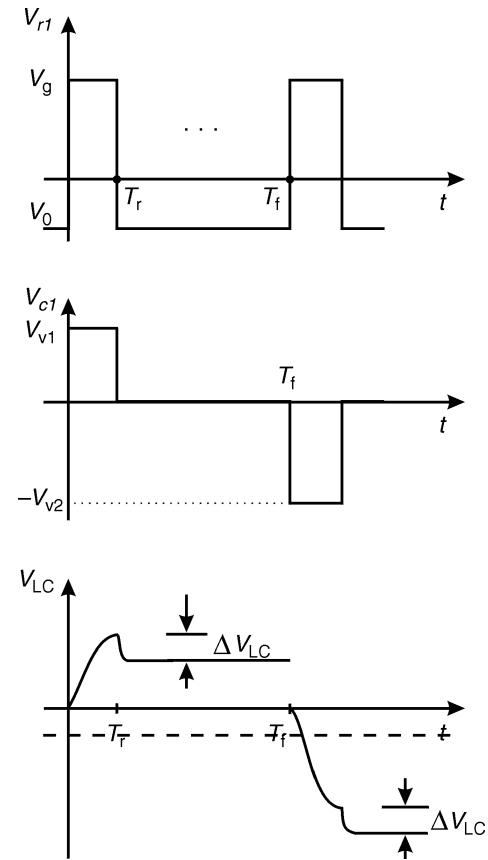 Vr1
Vg
. . .
Tr
Tf
t
V0
Vc1
Vv1
Tf
t
−Vv2
VLC
ΔVLC
Tr
Tf
t
ΔVLC